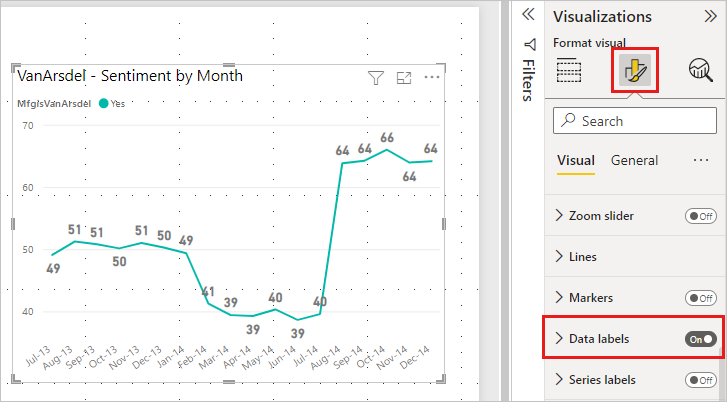 VanArsdel - Sentiment by Month
MfgIsVanArsdel Yes
70
60
50
40
49
51
51
50
51
50
49
41
39
39
40
39
40
64
64
66
64
64
Jul-13
Aug-13
Sep-13
Oct-13
Nov-13
Dec-13
Jan-14
Feb-14
Mar-14
Apr-14
May-14
Jun-14
Jul-14
Aug-14
Sep-14
Oct-14
Nov-14
Dec-14
Filters
Visualizations
Format visual
Search
Visual General
Zoom slider Off
Lines
Markers Off
Data labels On
Series labels Off